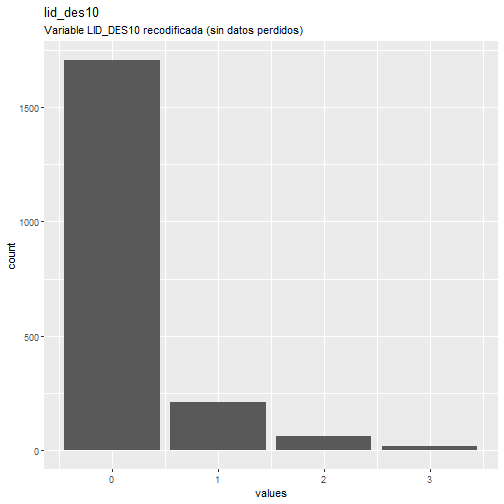 lid_des10
Variable LID_DES10 recodificada (sin datos perdidos)
1500
1000
500
0
count
0 1 2 3
values